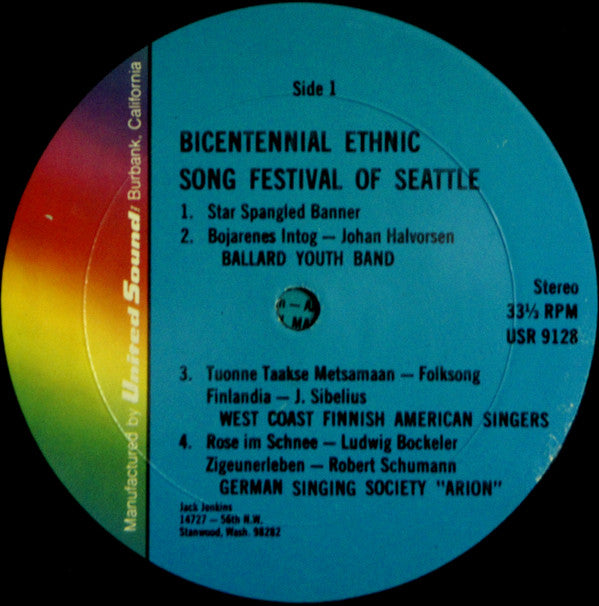 Side 1
BICENTENNIAL ETHNIC
SONG FESTIVAL OF SEATTLE
1. Star Spangled Banner
2. Bojarenes Intog — Johan Halvorsen
BALLARD YOUTH BAND
Stereo
33⅓ RPM
USR 9128
3. Tuonne Taakse Metsamaan — Folksong
Finlandia — J. Sibelius
WEST COAST FINNISH AMERICAN SINGERS
4. Rose im Schnee — Ludwig Bockeler
Zigeunerleben — Robert Schumann
GERMAN SINGING SOCIETY "ARION"
Jack Jenkins
14727 — 56th N.W.
Stanwood, Wash. 98282
Manufactured by United Sound/ Burbank, California